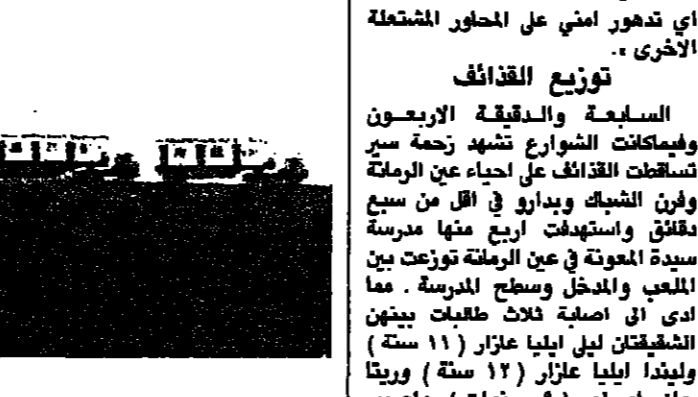 اي تدهور امني على المحاور المشتعلة
الاخرى ».
توزيع القذائف
السابعة والدقيقة الاربعون
وفيماكانت الشوارع تشهد زحمة سير
تساقطت القذائف على احياء عين الرمانة
وفرن الشباك وبدارو في اقل من سبع
دقائق واستهدفت اربع منها مدرسة
سيدة المعونة في عين الرمانة توزعت بين
الملعب والمدخل وسطح المدرسة . مما
ادى الى اصابة ثلاث طالبات بينهن
الشقيقتان ليلى ايليا عازار ( ١١ سنة )
وليندا ايليا عازار ( ١٢ سنة ) وريتا